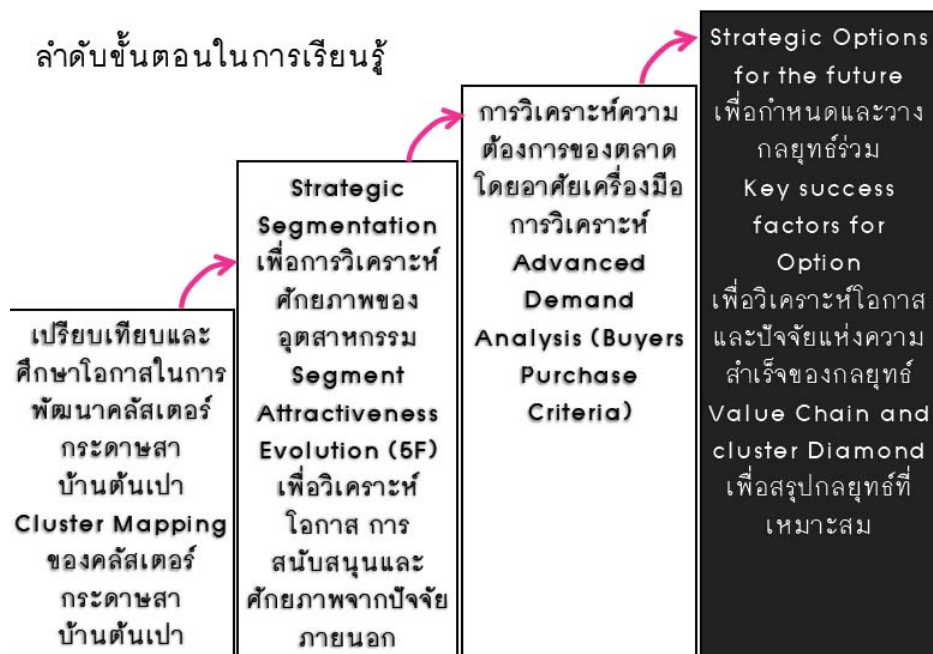 ลำดับขั้นตอนในการเรียนรู้
เปรียบเทียบและ
ศึกษาโอกาสในการ
พัฒนาคลัสเตอร์
กระดาษสา
บ้านต้นเปา
Cluster Mapping
ของคลัสเตอร์
กระดาษสา
บ้านต้นเปา
Strategic
Segmentation
เพื่อการวิเคราะห์
ศักยภาพของ
อุตสาหกรรม
Segment
Attractiveness
Evolution (5F)
เพื่อวิเคราะห์
โอกาส การ
สนับสนุนและ
ศักยภาพจากปัจจัย
ภายนอก
การวิเคราะห์ความ
ต้องการของตลาด
โดยอาศัยเครื่องมือ
การวิเคราะห์
Advanced
Demand
Analysis (Buyers
Purchase
Criteria)
Strategic Options
for the future
เพื่อกำหนดและวาง
กลยุทธ์ร่วม
Key success
factors for
Option
เพื่อวิเคราะห์โอกาส
และปัจจัยแห่งความ
สำเร็จของกลยุทธ์
Value Chain and
cluster Diamond
เพื่อสรุปกลยุทธ์ที่
เหมาะสม